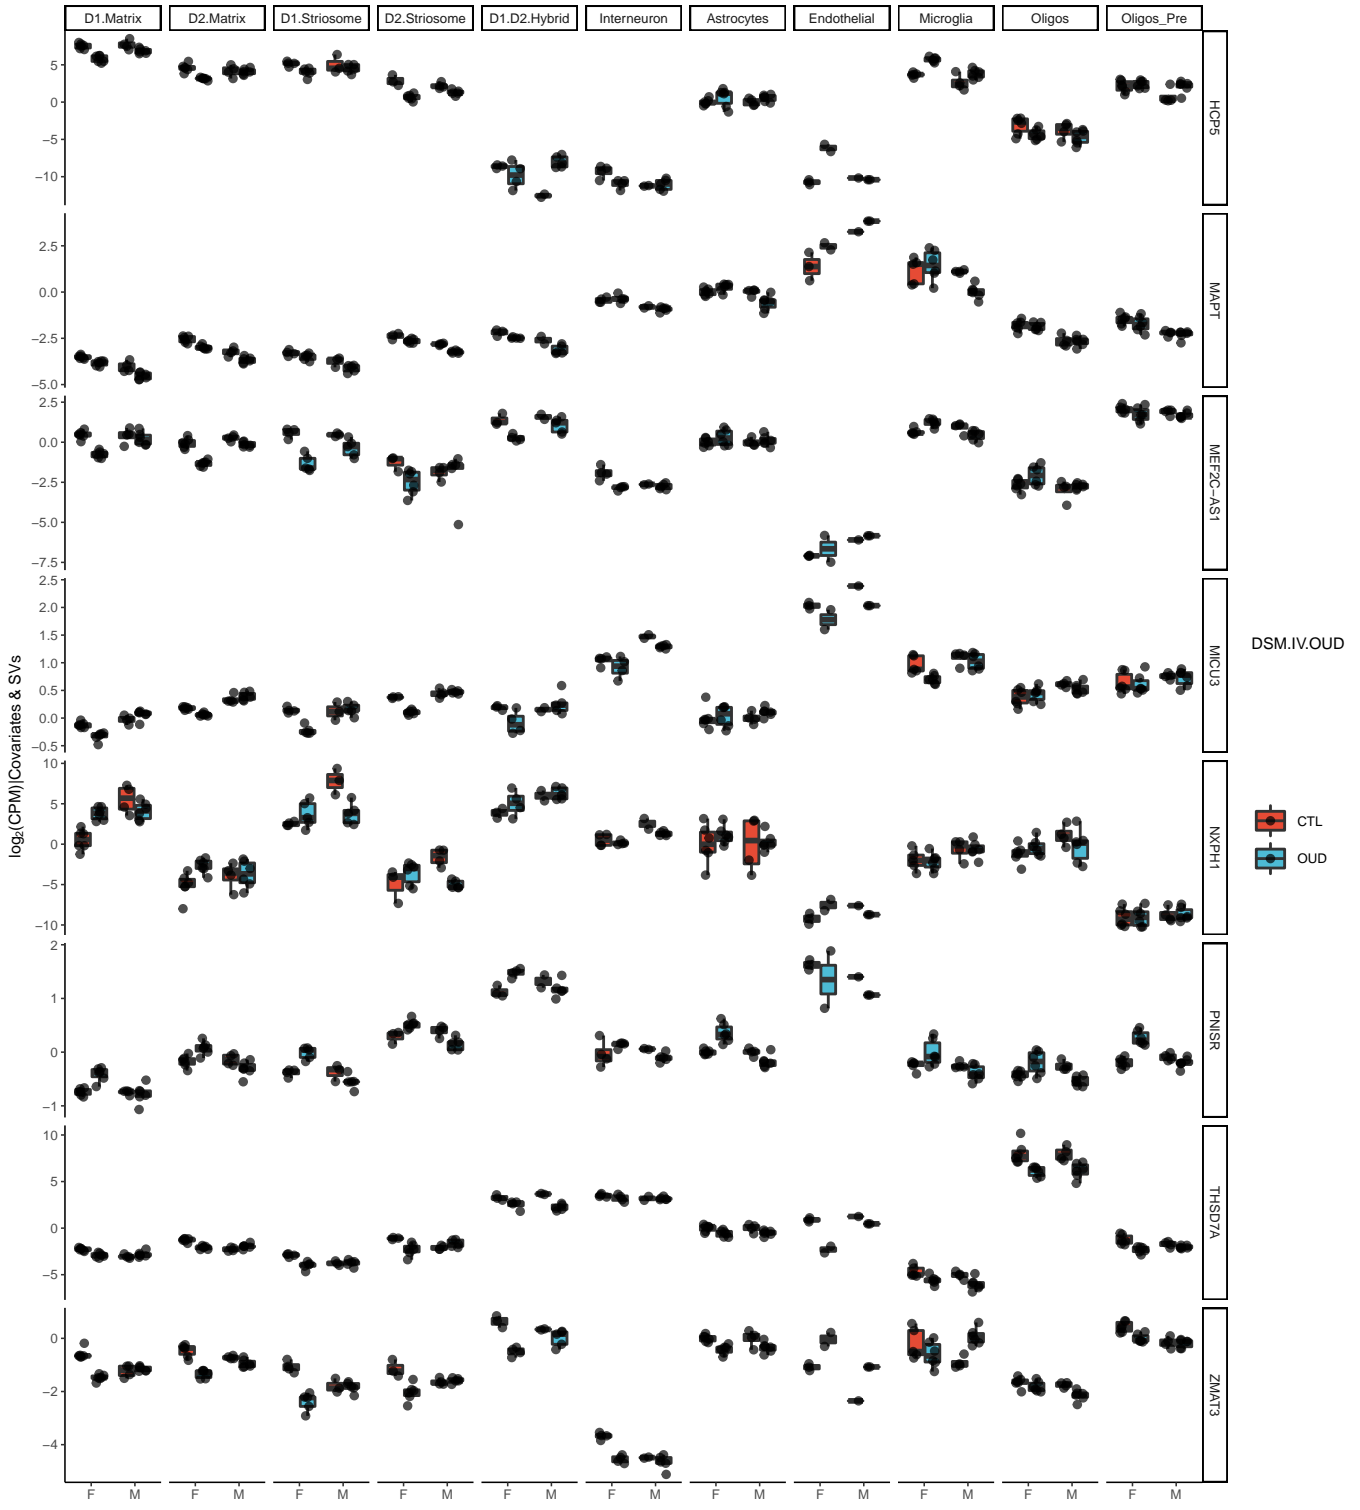 D1.Matrix D2.Matrix D1.Striosome D2.Striosome D1.D2.Hybrid Interneuron Astrocytes Endothelial Microglia Oligos Oligos_Pre
5
0
−5
−10
HCP5
2.5
0.0
−2.5
−5.0
MAPT
2.5
0.0
−2.5
−5.0
−7.5
MEF2C−AS1
2.5
2.0
1.5
1.0
0.5
0.0
−0.5
MICU3
10
5
0
−5
−10
NXPH1
2
1
0
−1
PNISR
10
5
0
−5
THSD7A
0
−2
−4
ZMAT3
F M F M F M F M F M F M F M F M F M F M F M
log₂(CPM)|Covariates & SVs
DSM.IV.OUD
CTL
OUD